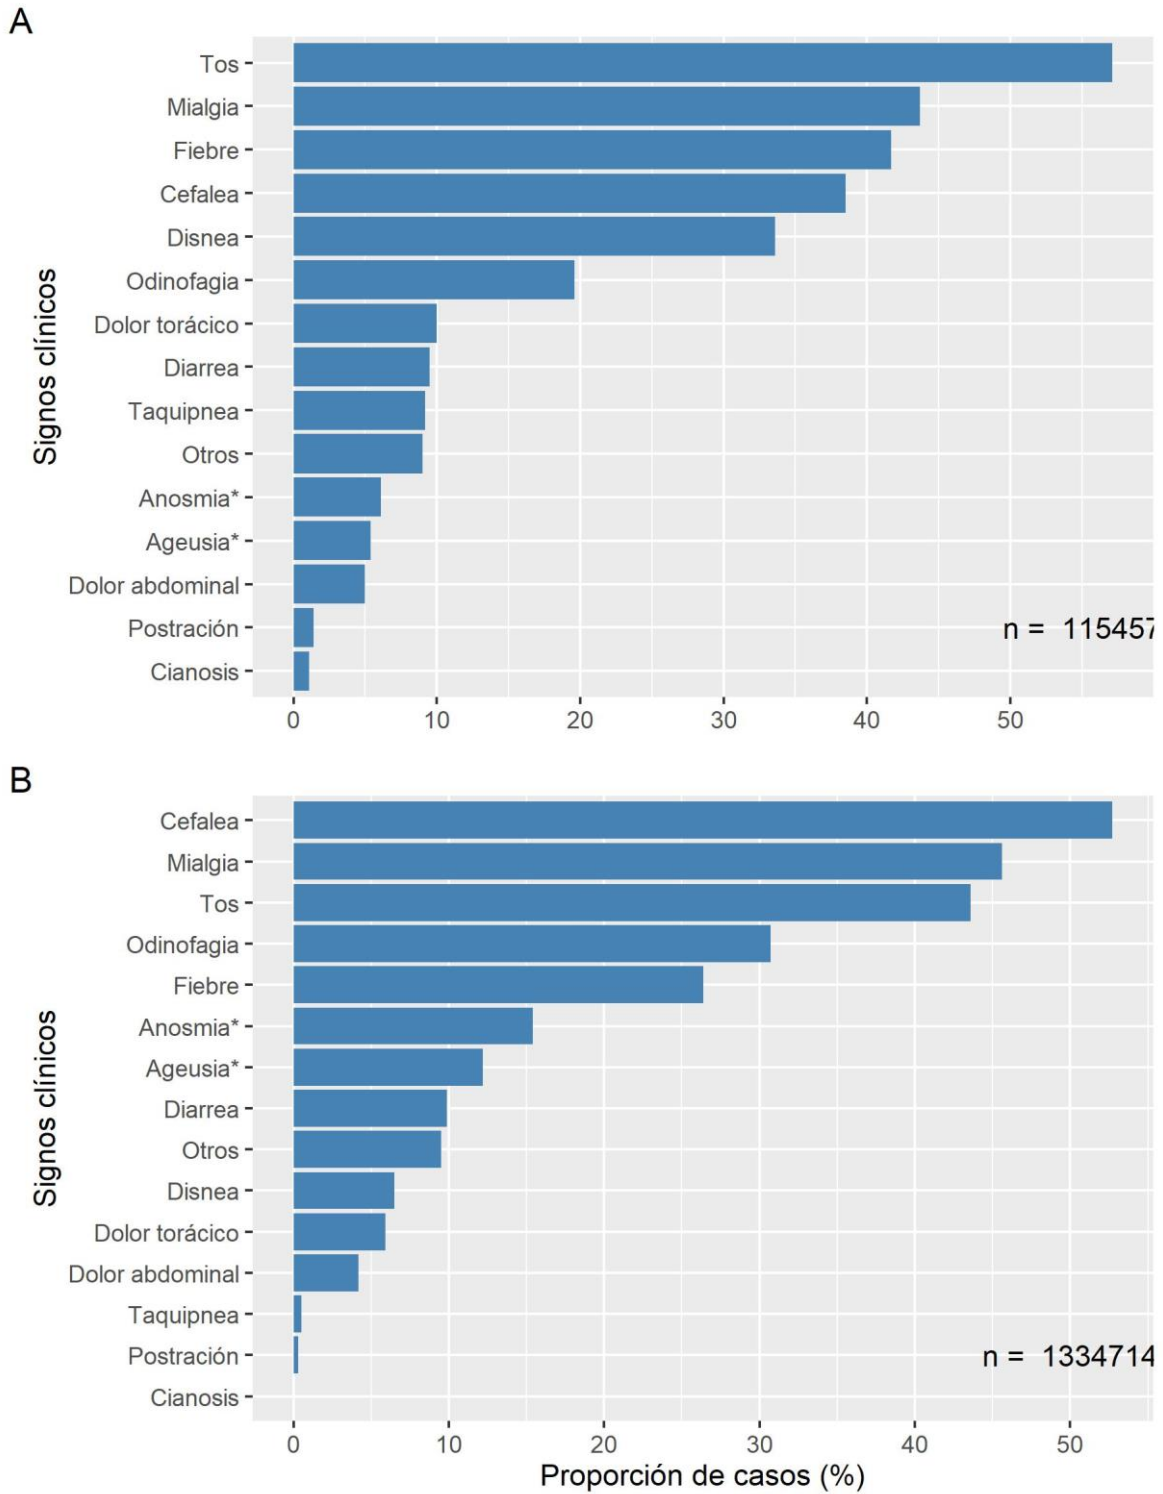 A
Signos clínicos
Tos
Mialgia
Fiebre
Cefalea
Disnea
Odinofagia
Dolor torácico
Diarrea
Taquipnea
Otros
Anosmia*
Ageusia*
Dolor abdominal
Postración
Cianosis
n = 115457
0 10 20 30 40 50
B
Signos clínicos
Cefalea
Mialgia
Tos
Odinofagia
Fiebre
Anosmia*
Ageusia*
Diarrea
Otros
Disnea
Dolor torácico
Dolor abdominal
Taquipnea
Postración
Cianosis
n = 1334714
0 10 20 30 40 50
Proporción de casos (%)